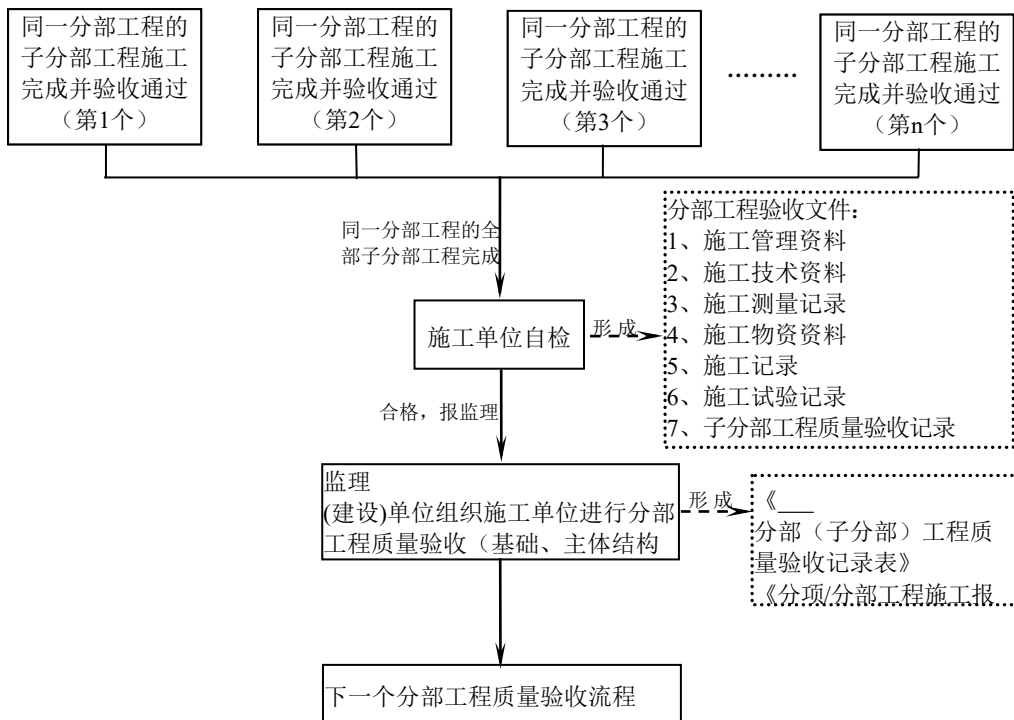 同一分部工程的
子分部工程施工
完成并验收通过
（第1个）
同一分部工程的
子分部工程施工
完成并验收通过
（第2个）
同一分部工程的
子分部工程施工
完成并验收通过
（第3个）
………
同一分部工程的
子分部工程施工
完成并验收通过
（第n个）
同一分部工程的全
部子分部工程完成
分部工程验收文件：
1、施工管理资料
2、施工技术资料
3、施工测量记录
4、施工物资资料
5、施工记录
6、施工试验记录
7、子分部工程质量验收记录
施工单位自检
形成
合格，报监理
监理
(建设)单位组织施工单位进行分部
工程质量验收（基础、主体结构
形成
《___
分部（子分部）工程质
量验收记录表》
《分项/分部工程施工报
下一个分部工程质量验收流程